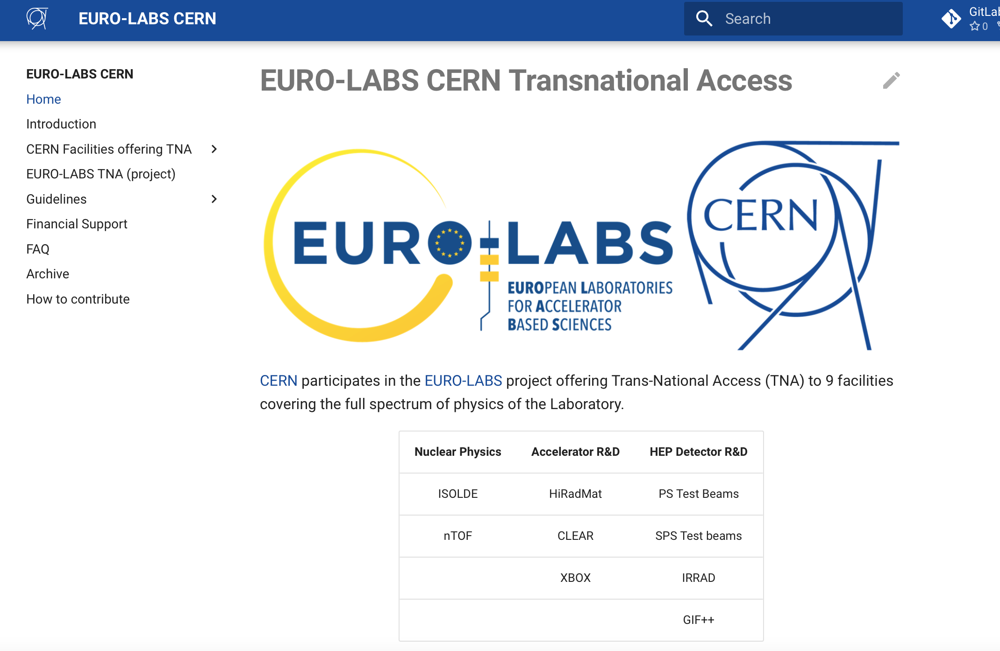 EURO-LABS CERN
Search
0
EURO-LABS CERN
Home
Introduction
CERN Facilities offering TNA
EURO-LABS TNA (project)
Guidelines
Financial Support
FAQ
Archive
How to contribute
EURO-LABS CERN Transnational Access
EURO LABS
EUROPEAN LABORATORIES
FOR ACCELERATOR
BASED SCIENCES
CERN
CERN participates in the EURO-LABS project offering Trans-National Access (TNA) to 9 facilities
covering the full spectrum of physics of the Laboratory.
Nuclear Physics Accelerator R&D HEP Detector R&D
ISOLDE HiRadMat PS Test Beams
nTOF CLEAR SPS Test beams
XBOX IRRAD
GIF++